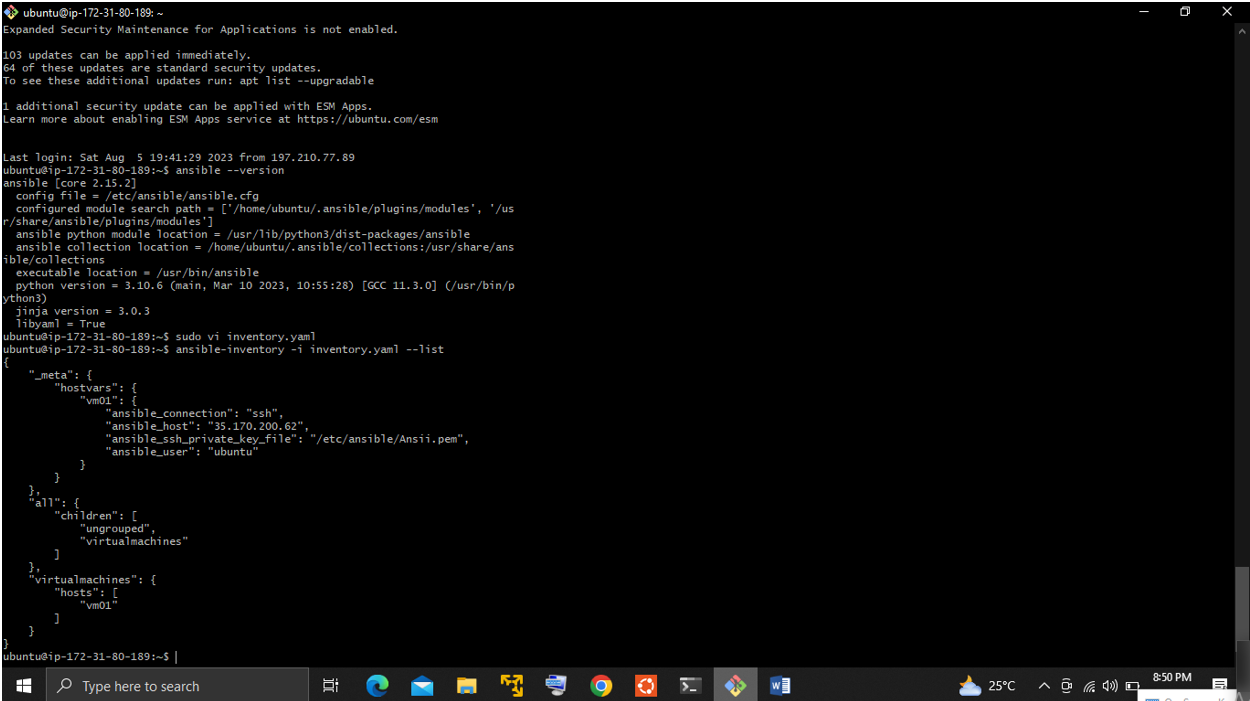 ubuntu@ip-172-31-80-189: ~
Expanded Security Maintenance for Applications is not enabled.
103 updates can be applied immediately.
64 of these updates are standard security updates.
To see these additional updates run: apt list --upgradable
1 additional security update can be applied with ESM Apps.
Learn more about enabling ESM Apps service at https://ubuntu.com/esm
Last login: Sat Aug  5 19:41:29 2023 from 197.210.77.89
ubuntu@ip-172-31-80-189:~$ ansible --version
ansible [core 2.15.2]
  config file = /etc/ansible/ansible.cfg
  configured module search path = ['/home/ubuntu/.ansible/plugins/modules', '/us
r/share/ansible/plugins/modules']
  ansible python module location = /usr/lib/python3/dist-packages/ansible
  ansible collection location = /home/ubuntu/.ansible/collections:/usr/share/ans
ible/collections
  executable location = /usr/bin/ansible
  python version = 3.10.6 (main, Mar 10 2023, 10:55:28) [GCC 11.3.0] (/usr/bin/p
ython3)
  jinja version = 3.0.3
  libyaml = True
ubuntu@ip-172-31-80-189:~$ sudo vi inventory.yaml
ubuntu@ip-172-31-80-189:~$ ansible-inventory -i inventory.yaml --list
{
    "_meta": {
        "hostvars": {
            "vm01": {
                "ansible_connection": "ssh",
                "ansible_host": "35.170.200.62",
                "ansible_ssh_private_key_file": "/etc/ansible/Ansii.pem",
                "ansible_user": "ubuntu"
            }
        }
    },
    "all": {
        "children": [
            "ungrouped",
            "virtualmachines"
        ]
    },
    "virtualmachines": {
        "hosts": [
            "vm01"
        ]
    }
}
ubuntu@ip-172-31-80-189:~$
Type here to search
25°C
8:50 PM